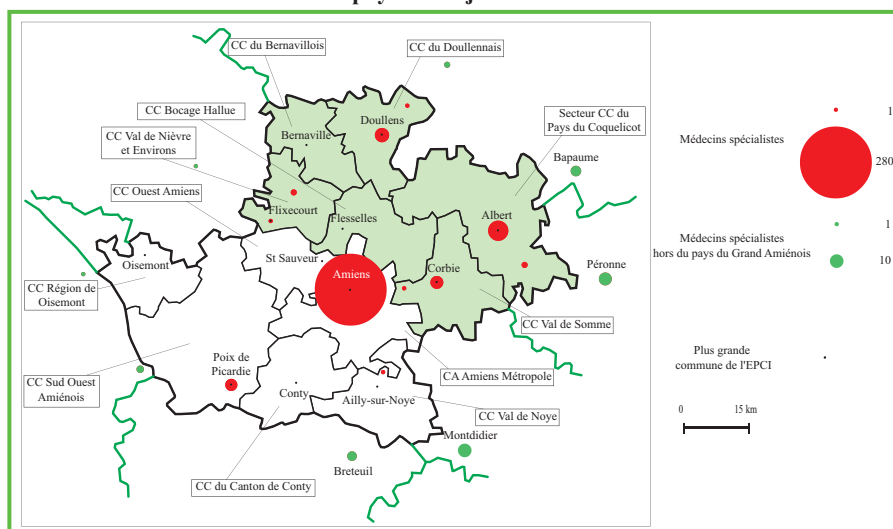 CC du Bernavillois
CC du Doullennais
CC Bocage Hallue
Secteur CC du
Pays du Coquelicot
Doullens
Bernaville
CC Val de Nièvre
et Environs
Bapaume
CC Ouest Amiens
Flixecourt
Flesselles
Albert
Oisemont
St Sauveur
Amiens
Corbie
Péronne
CC Région de
Oisemont
CC Val de Somme
CC Sud Ouest
Amiénois
Poix de
Picardie
CA Amiens Métropole
Conty
Ailly-sur-Noye
CC Val de Noye
Montdidier
Breteuil
CC du Canton de Conty
1
Médecins spécialistes
280
1
Médecins spécialistes
hors du pays du Grand Amiénois
10
Plus grande
commune de l'EPCI
0
15 km